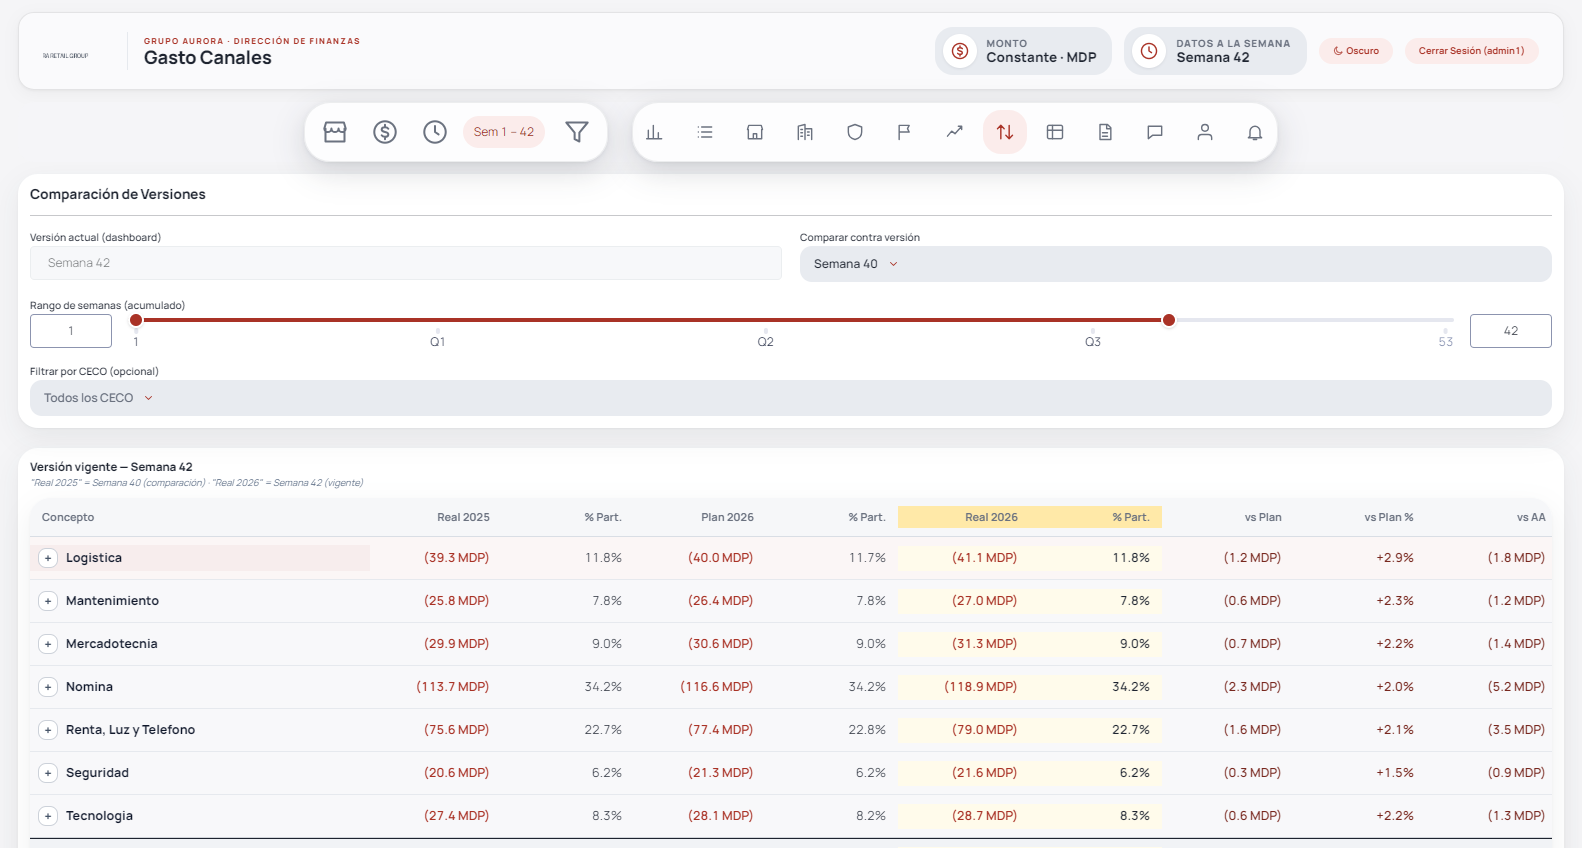 RETAIL GROUP
GRUPO AURORA · DIRECCIÓN DE FINANZAS
Gasto Canales
MONTO
Constante · MDP
DATOS A LA SEMANA
Semana 42
Oscuro
Cerrar Sesión (admin1)
Sem 1 – 42
Comparación de Versiones
Versión actual (dashboard)
Comparar contra versión
Semana 42
Semana 40
Rango de semanas (acumulado)
1
1 Q1 Q2 Q3 53
42
Filtrar por CECO (opcional)
Todos los CECO
Versión vigente — Semana 42
"Real 2025" = Semana 40 (comparación) · "Real 2026" = Semana 42 (vigente)
Concepto Real 2025 % Part. Plan 2026 % Part. Real 2026 % Part. vs Plan vs Plan % vs AA
+ Logistica (39.3 MDP) 11.8% (40.0 MDP) 11.7% (41.1 MDP) 11.8% (1.2 MDP) +2.9% (1.8 MDP)
+ Mantenimiento (25.8 MDP) 7.8% (26.4 MDP) 7.8% (27.0 MDP) 7.8% (0.6 MDP) +2.3% (1.2 MDP)
+ Mercadotecnia (29.9 MDP) 9.0% (30.6 MDP) 9.0% (31.3 MDP) 9.0% (0.7 MDP) +2.2% (1.4 MDP)
+ Nomina (113.7 MDP) 34.2% (116.6 MDP) 34.2% (118.9 MDP) 34.2% (2.3 MDP) +2.0% (5.2 MDP)
+ Renta, Luz y Telefono (75.6 MDP) 22.7% (77.4 MDP) 22.8% (79.0 MDP) 22.7% (1.6 MDP) +2.1% (3.5 MDP)
+ Seguridad (20.6 MDP) 6.2% (21.3 MDP) 6.2% (21.6 MDP) 6.2% (0.3 MDP) +1.5% (0.9 MDP)
+ Tecnologia (27.4 MDP) 8.3% (28.1 MDP) 8.2% (28.7 MDP) 8.3% (0.6 MDP) +2.2% (1.3 MDP)